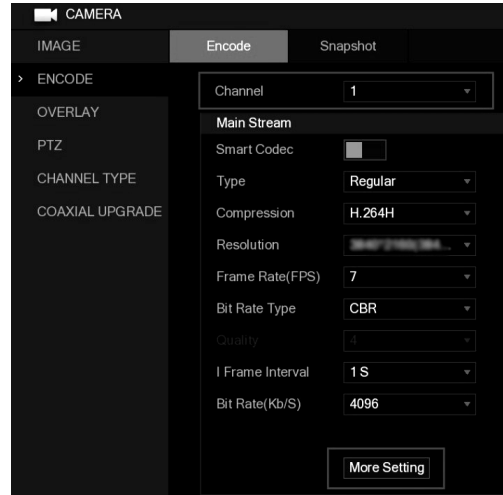 CAMERA
IMAGE
Encode Snapshot
> ENCODE
Channel 1
OVERLAY
Main Stream
PTZ
Smart Codec
CHANNEL TYPE
Type Regular
COAXIAL UPGRADE
Compression H.264H
Resolution
Frame Rate(FPS) 7
Bit Rate Type CBR
Quality 4
I Frame Interval 1 S
Bit Rate(Kb/S) 4096
More Setting